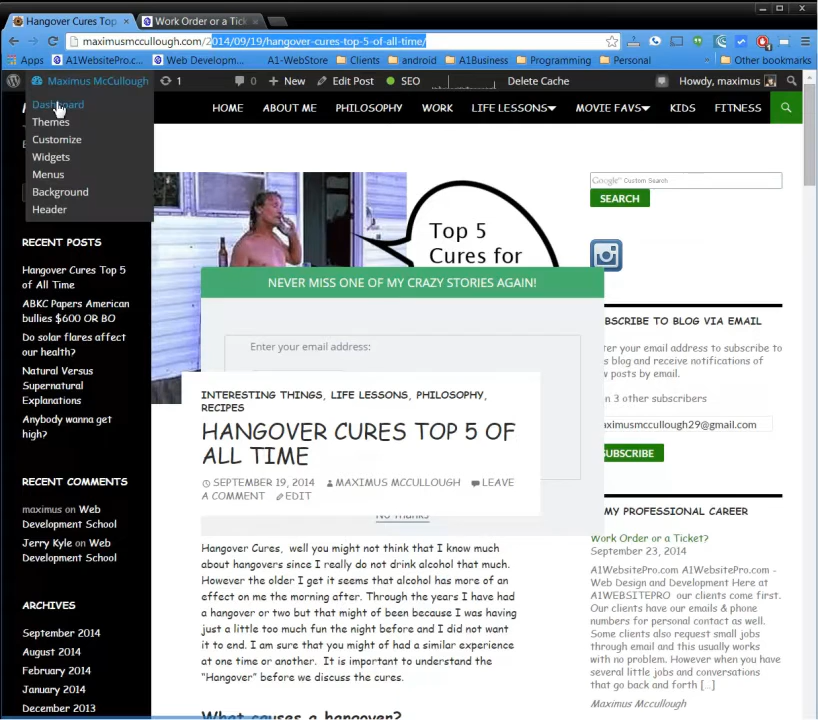 Hangover Cures Top
Work Order or a Tick
maximusmccullough.com/2014/09/19/hangover-cures-top-5-of-all-time/
Apps
A1WebsitePro.c...
Web Developm...
A1-WebStore
Clients
android
A1Business
Programming
Personal
Other bookmarks
Maximus McCullough
1
0
New
Edit Post
SEO
Delete Cache
Howdy, maximus
Dashboard
Themes
Customize
Widgets
Menus
Background
Header
HOME
ABOUT ME
PHILOSOPHY
WORK
LIFE LESSONS
MOVIE FAVS
KIDS
FITNESS
RECENT POSTS
Hangover Cures Top 5
of All Time
ABKC Papers American
bullies $600 OR BO
Do solar flares affect
our health?
Natural Versus
Supernatural
Explanations
Anybody wanna get
high?
RECENT COMMENTS
maximus on Web
Development School
Jerry Kyle on Web
Development School
ARCHIVES
September 2014
August 2014
February 2014
January 2014
December 2013
Top 5
Cures for
NEVER MISS ONE OF MY CRAZY STORIES AGAIN!
Enter your email address:
INTERESTING THINGS, LIFE LESSONS, PHILOSOPHY,
RECIPES
HANGOVER CURES TOP 5 OF
ALL TIME
SEPTEMBER 19, 2014 MAXIMUS MCCULLOUGH LEAVE
A COMMENT EDIT
No Thanks
Hangover Cures, well you might not think that I know much
about hangovers since I really do not drink alcohol that much.
However the older I get it seems that alcohol has more of an
effect on me the morning after. Through the years I have had
a hangover or two but that might of been because I was having
just a little too much fun the night before and I did not want
it to end. I am sure that you might of had a similar experience
at one time or another. It is important to understand the
“Hangover” before we discuss the cures.
What causes a hangover?
Google Custom Search
SEARCH
BSCRIBE TO BLOG VIA EMAIL
ter your email address to subscribe to
s blog and receive notifications of
w posts by email.
n 3 other subscribers
aximusmccullough29@gmail.com
SUBSCRIBE
MY PROFESSIONAL CAREER
Work Order or a Ticket?
September 23, 2014
A1WEBSITEPRO.com A1WebsitePro.com -
Web Design and Development Here at
A1WEBSITEPRO our clients come first.
Our clients have our emails & phone
numbers for personal contact as well.
Some clients also request small jobs
through email and this usually works
with no problem. However when you have
several little jobs and conversations
that go back and forth [...]
Maximus Mccullough